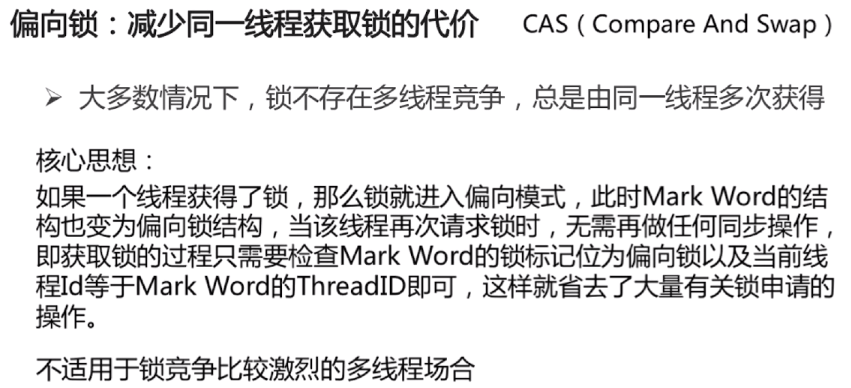 偏向锁：减少同一线程获取锁的代价 CAS（Compare And Swap）
➢ 大多数情况下，锁不存在多线程竞争，总是由同一线程多次获得
核心思想：
如果一个线程获得了锁，那么锁就进入偏向模式，此时Mark Word的结
构也变为偏向锁结构，当该线程再次请求锁时，无需再做任何同步操作，
即获取锁的过程只需要检查Mark Word的锁标记位为偏向锁以及当前线
程Id等于Mark Word的ThreadID即可，这样就省去了大量有关锁申请的
操作。
不适用于锁竞争比较激烈的多线程场合